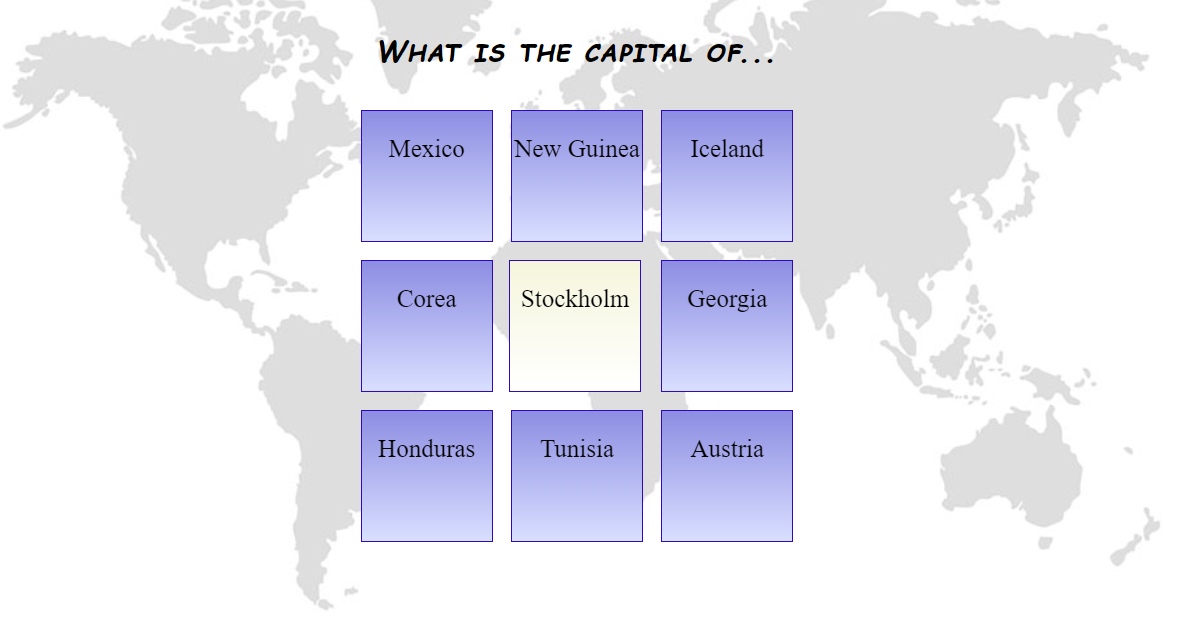 What is the capital of...
Mexico
New Guinea
Iceland
Corea
Stockholm
Georgia
Honduras
Tunisia
Austria